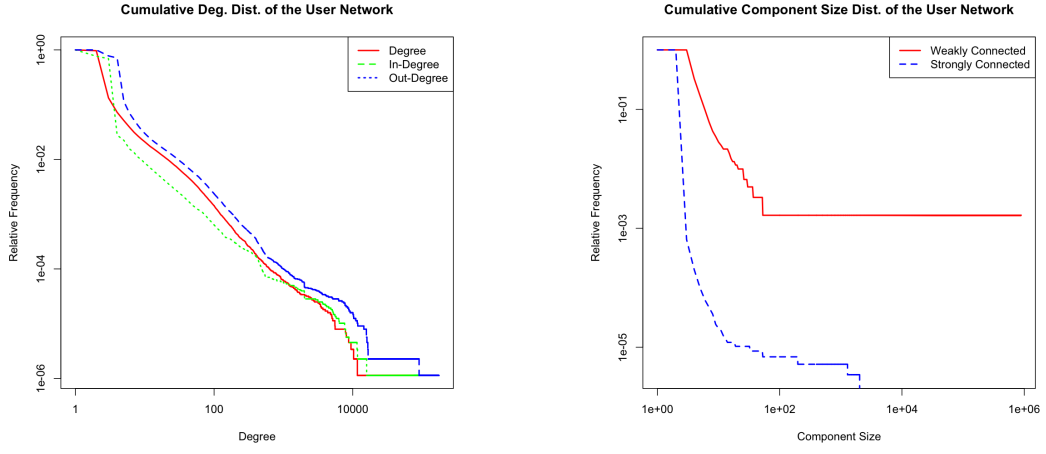 Cumulative Deg. Dist. of the User Network
1e+00
1e-02
1e-04
1e-06
Relative Frequency
Degree
In-Degree
Out-Degree
1
100
10000
Degree
Cumulative Component Size Dist. of the User Network
1e-01
1e-03
1e-05
Relative Frequency
Weakly Connected
Strongly Connected
1e+00
1e+02
1e+04
1e+06
Component Size